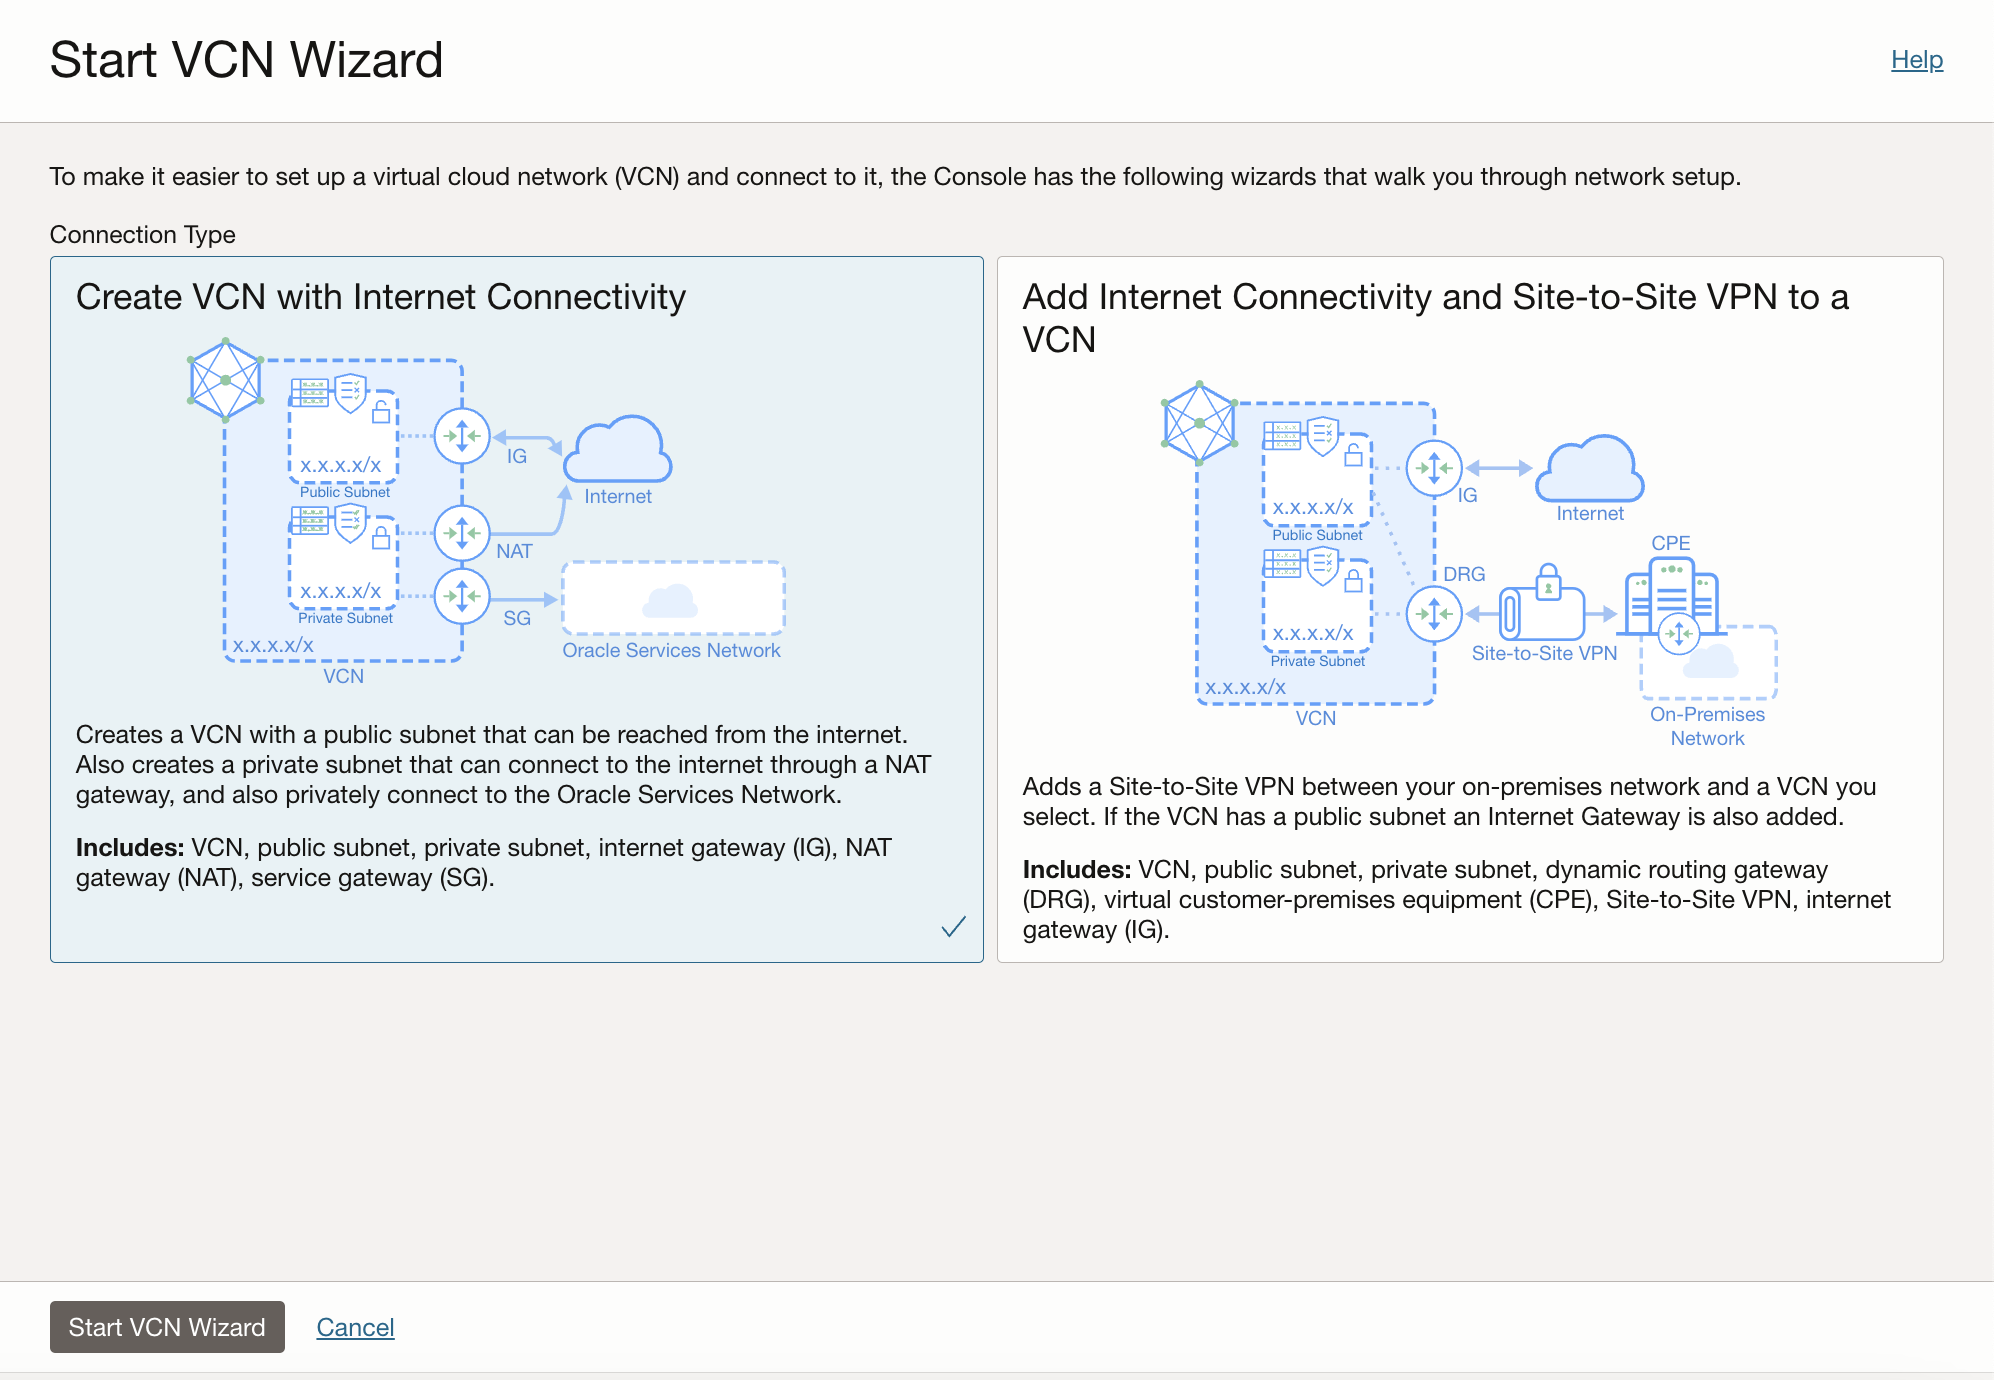 Start VCN Wizard
Help
To make it easier to set up a virtual cloud network (VCN) and connect to it, the Console has the following wizards that walk you through network setup.
Connection Type
Create VCN with Internet Connectivity
x.x.x.x/x
Public Subnet
x.x.x.x/x
Private Subnet
x.x.x.x/x
VCN
IG
NAT
SG
Internet
Oracle Services Network
Creates a VCN with a public subnet that can be reached from the internet.
Also creates a private subnet that can connect to the internet through a NAT
gateway, and also privately connect to the Oracle Services Network.
Includes: VCN, public subnet, private subnet, internet gateway (IG), NAT
gateway (NAT), service gateway (SG).
Add Internet Connectivity and Site-to-Site VPN to a
VCN
x.x.x.x/x
Public Subnet
x.x.x.x/x
Private Subnet
x.x.x.x/x
VCN
IG
Internet
DRG
CPE
Site-to-Site VPN
On-Premises
Network
Adds a Site-to-Site VPN between your on-premises network and a VCN you
select. If the VCN has a public subnet an Internet Gateway is also added.
Includes: VCN, public subnet, private subnet, dynamic routing gateway
(DRG), virtual customer-premises equipment (CPE), Site-to-Site VPN, internet
gateway (IG).
Start VCN Wizard
Cancel